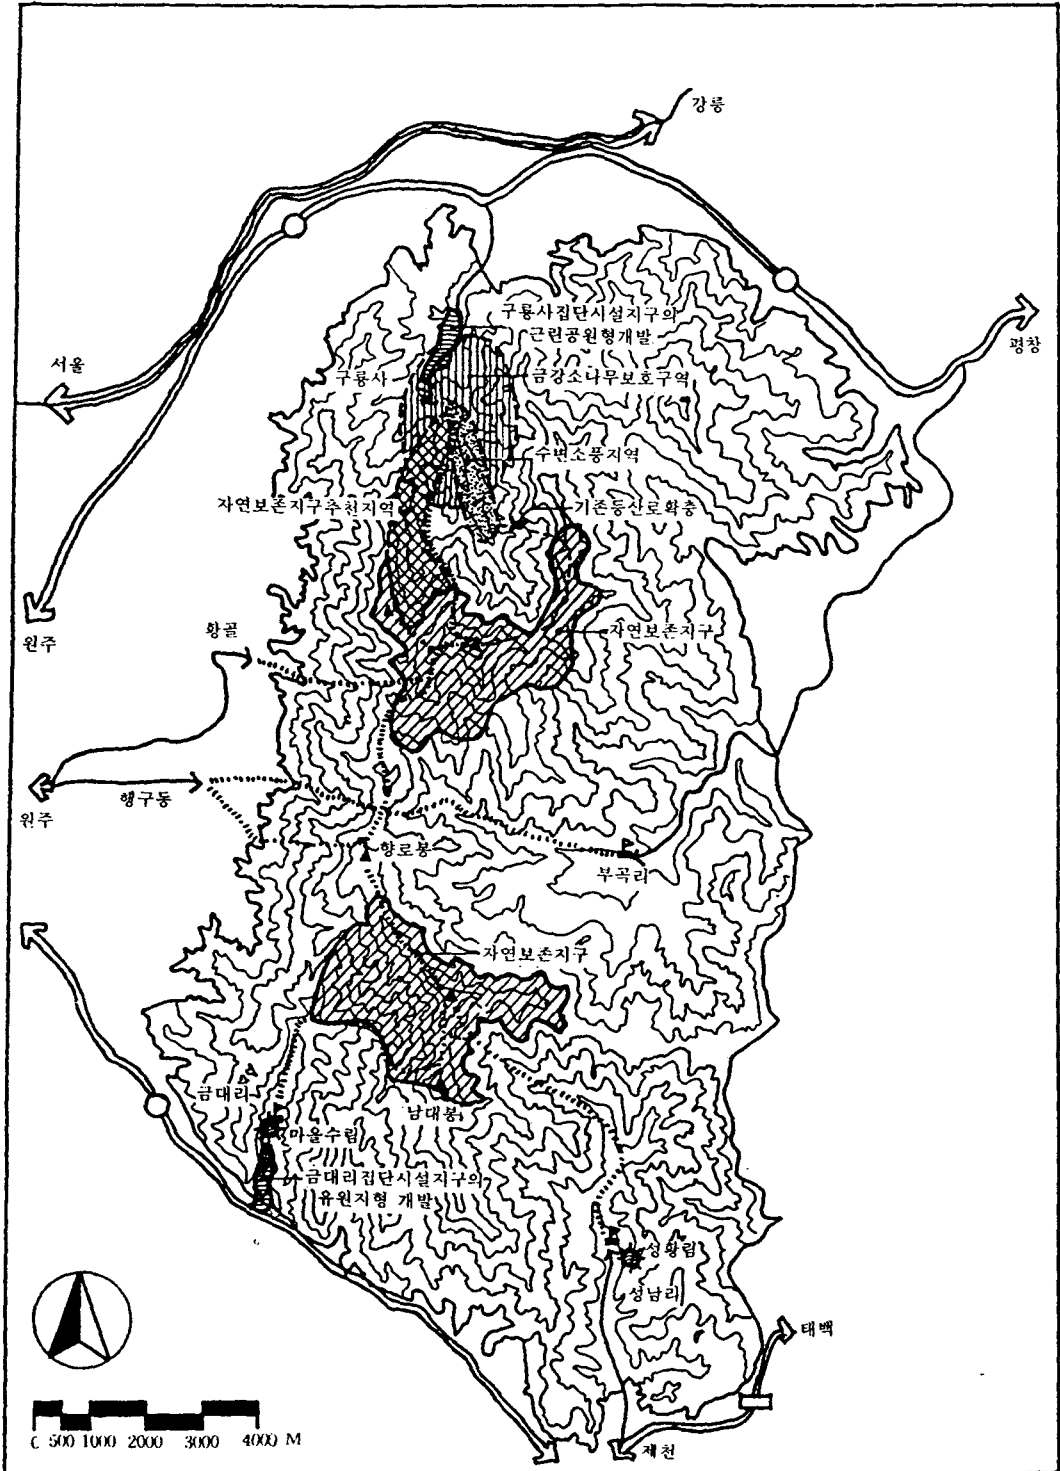 강릉
서울
평창
구룡사집단시설지구의
근린공원형개발
구룡사
금강소나무보호구역
수변소풍지역
자연보존지구추천지역
기존등산로확충
원주
황골
자연보존지구
행구동
원주
향로봉
부곡리
자연보존지구
금대리
남대봉
마을수림
금대리집단시설지구의
유원지형 개발
성황림
성남리
태백
제천
0 500 1000 2000 3000 4000 M